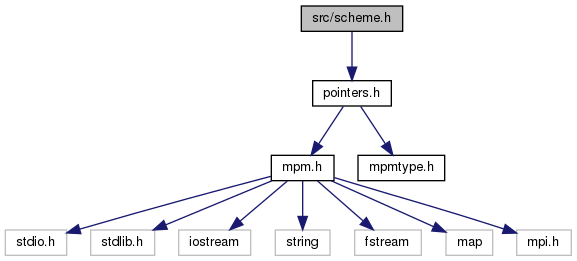 src/scheme.h
pointers.h
mpm.h
mpmtype.h
stdio.h
stdlib.h
iostream
string
fstream
map
mpi.h